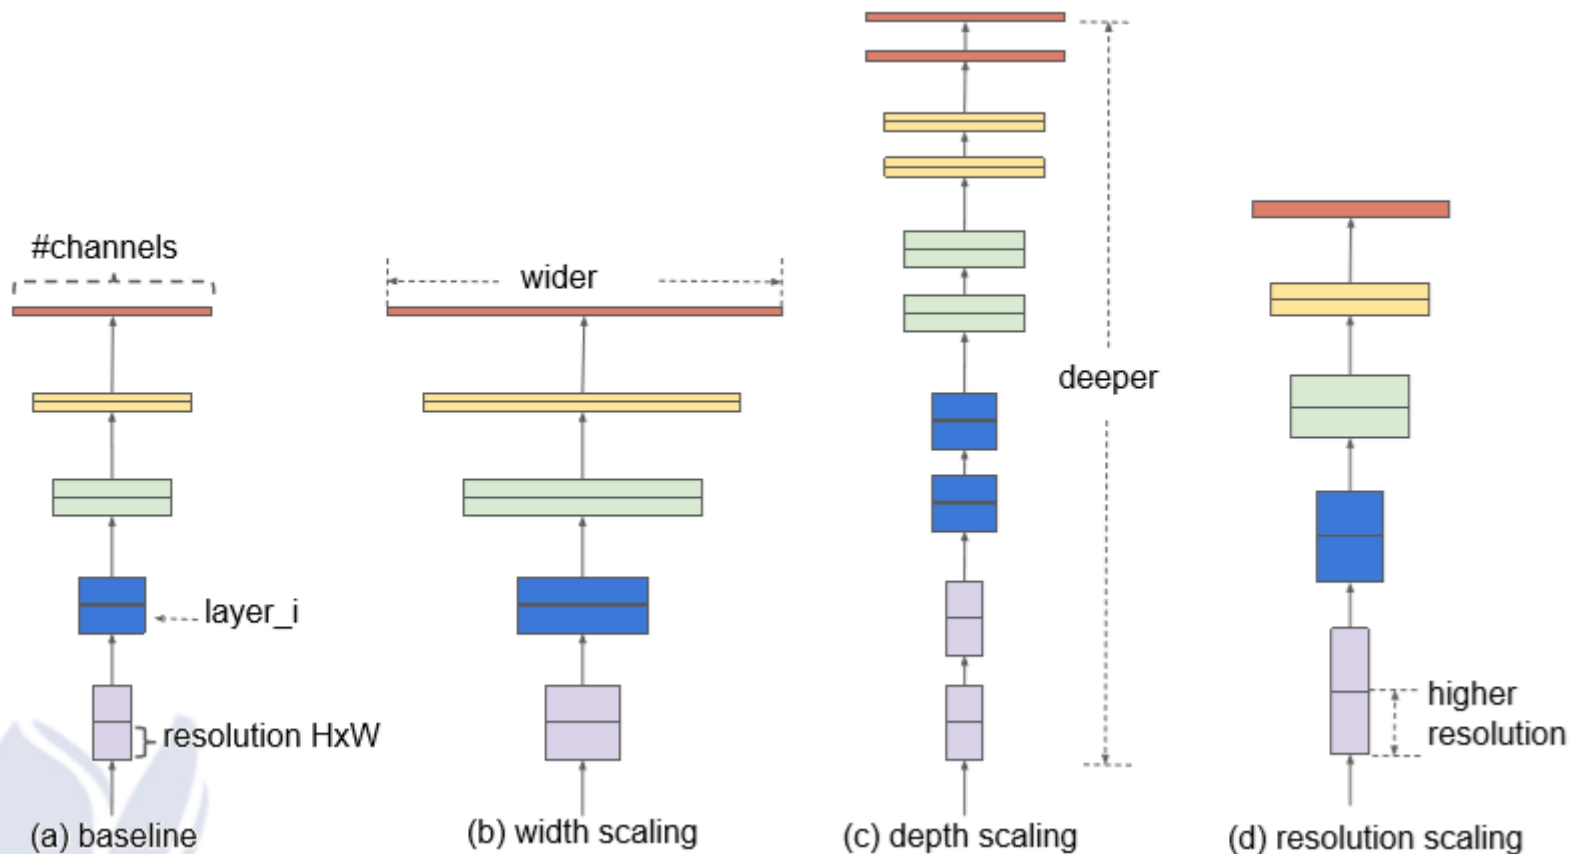 #channels
wider
deeper
layer_i
resolution HxW
higher
resolution
(a) baseline
(b) width scaling
(c) depth scaling
(d) resolution scaling